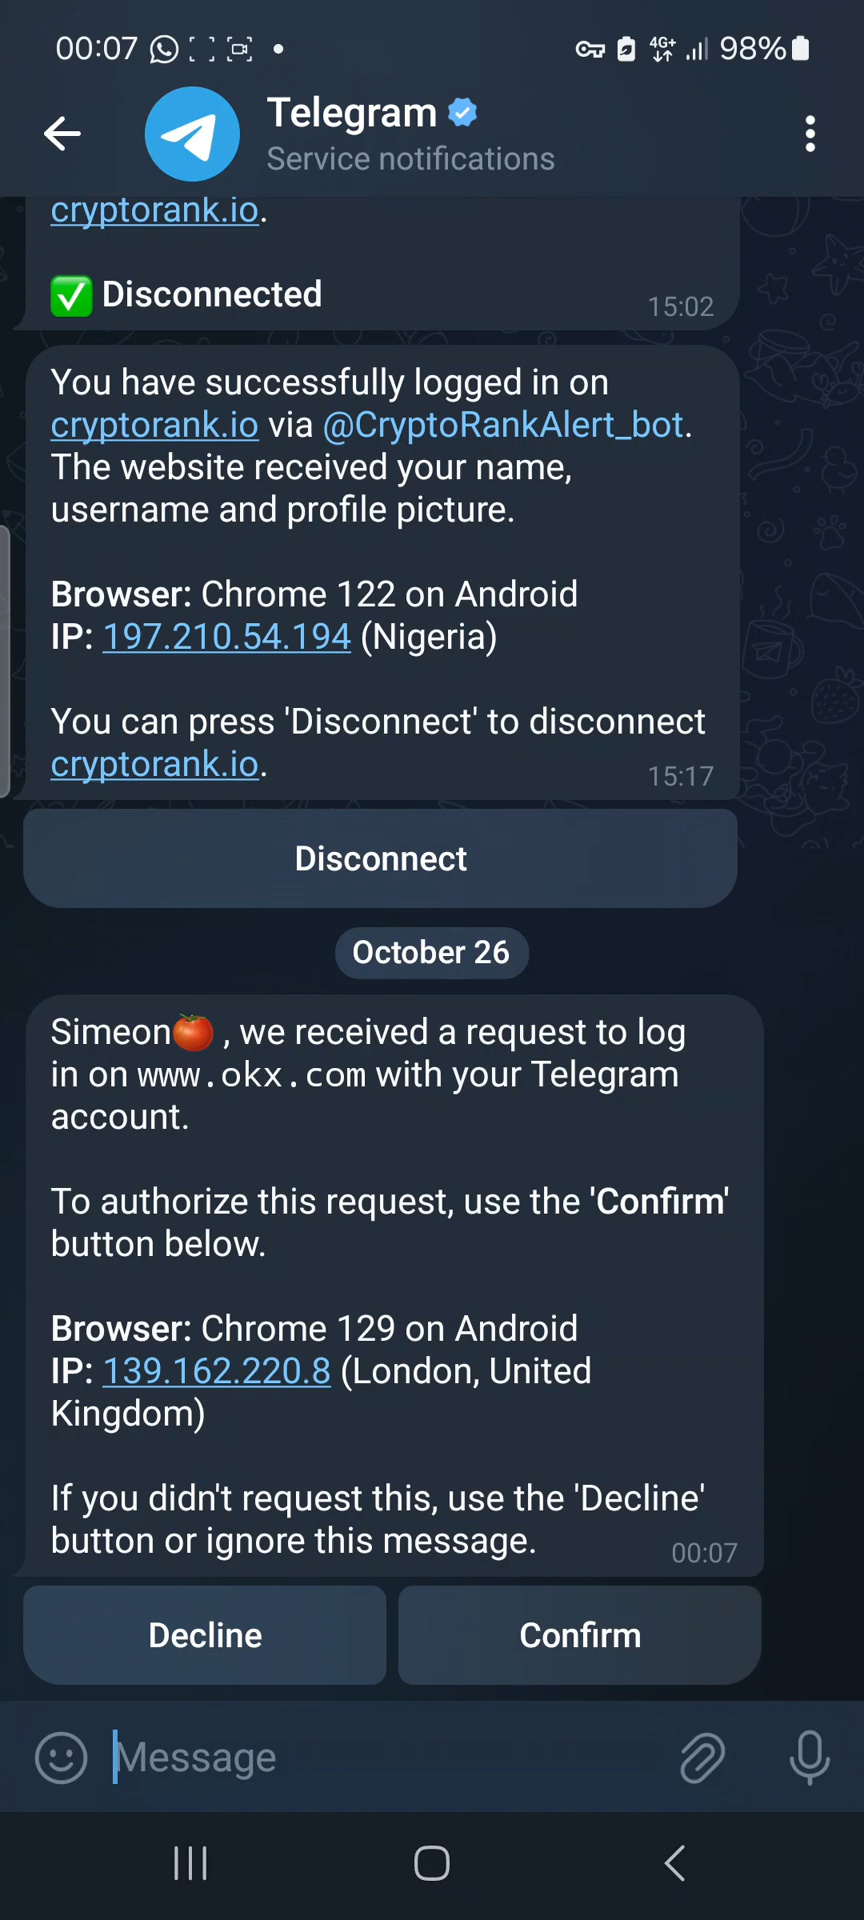 00:07
4G+
98%
Telegram
Service notifications
cryptorank.io.
Disconnected
15:02
You have successfully logged in on
cryptorank.io via @CryptoRankAlert_bot.
The website received your name,
username and profile picture.
Browser: Chrome 122 on Android
IP: 197.210.54.194 (Nigeria)
You can press 'Disconnect' to disconnect
cryptorank.io.
15:17
Disconnect
October 26
Simeon🍅 , we received a request to log
in on www.okx.com with your Telegram
account.
To authorize this request, use the 'Confirm'
button below.
Browser: Chrome 129 on Android
IP: 139.162.220.8 (London, United
Kingdom)
If you didn't request this, use the 'Decline'
button or ignore this message.
00:07
Decline
Confirm
Message